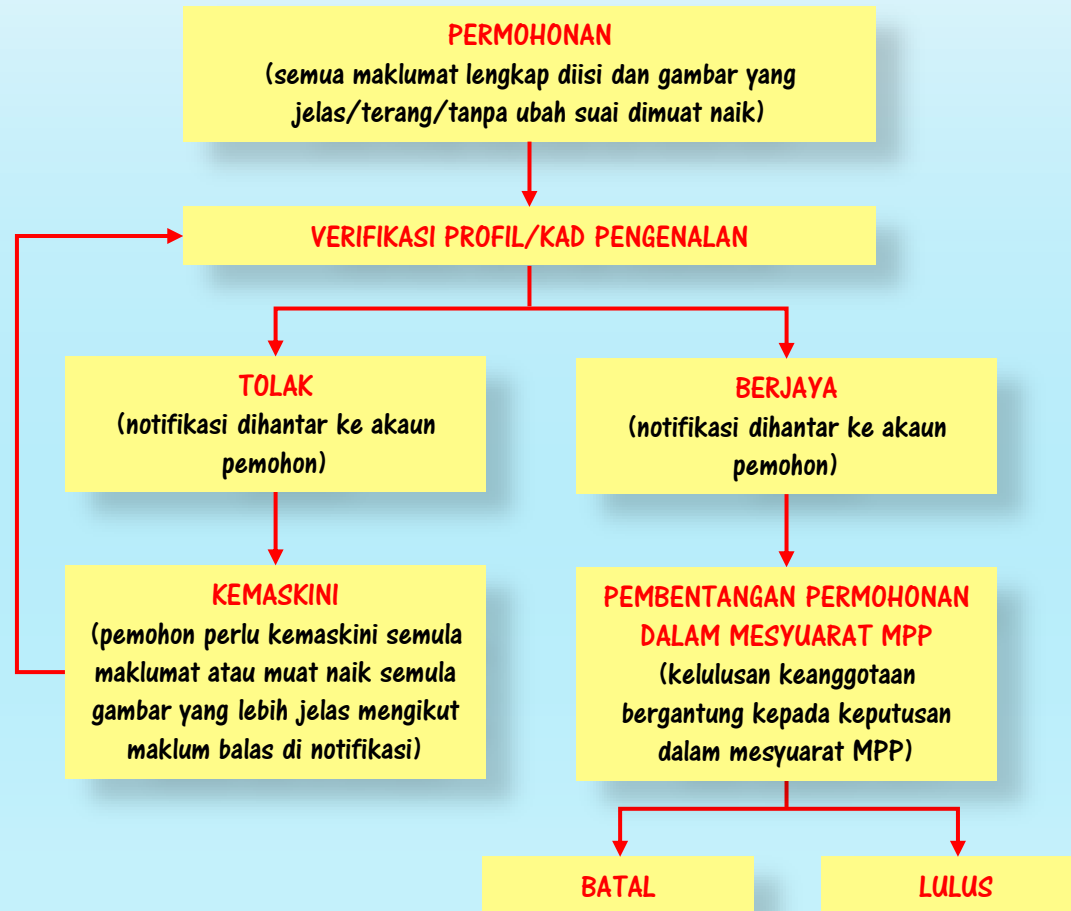 PERMOHONAN
(semua maklumat lengkap diisi dan gambar yang
jelas/terang/tanpa ubah suai dimuat naik)
VERIFIKASI PROFIL/KAD PENGENALAN
TOLAK
(notifikasi dihantar ke akaun
pemohon)
BERJAYA
(notifikasi dihantar ke akaun
pemohon)
KEMASKINI
(pemohon perlu kemaskini semula
maklumat atau muat naik semula
gambar yang lebih jelas mengikut
maklum balas di notifikasi)
PEMBENTANGAN PERMOHONAN
DALAM MESYUARAT MPP
(kelulusan keanggotaan
bergantung kepada keputusan
dalam mesyuarat MPP)
BATAL
LULUS